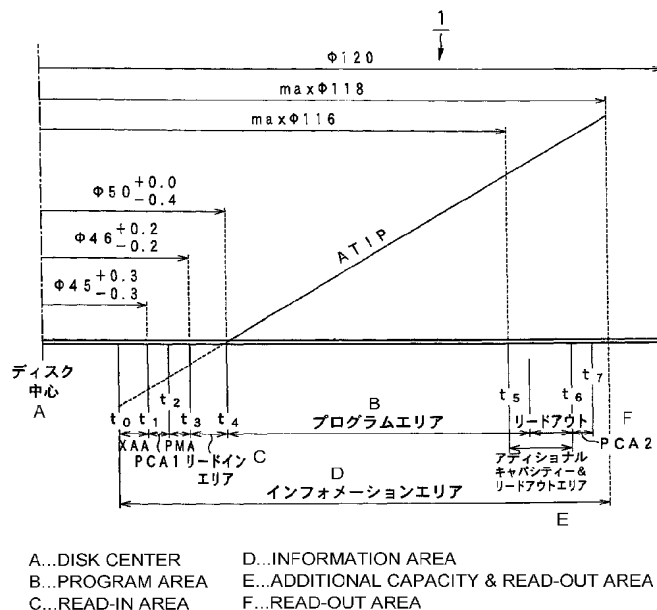 1
Φ120
maxΦ118
maxΦ116
Φ50 +0.0 -0.4
Φ46 +0.2 -0.2
Φ45 +0.3 -0.3
ATIP
ディスク
中心
A
t0 t1 t2 t3 t4
t5 t6 t7
B
プログラムエリア
リードアウト
F
XAA PMA
PCA1 リードイン
エリア
C
PCA2
アディショナル
キャパシティー&
リードアウトエリア
D
インフォメーションエリア
E
A...DISK CENTER
B...PROGRAM AREA
C...READ-IN AREA
D...INFORMATION AREA
E...ADDITIONAL CAPACITY & READ-OUT AREA
F...READ-OUT AREA